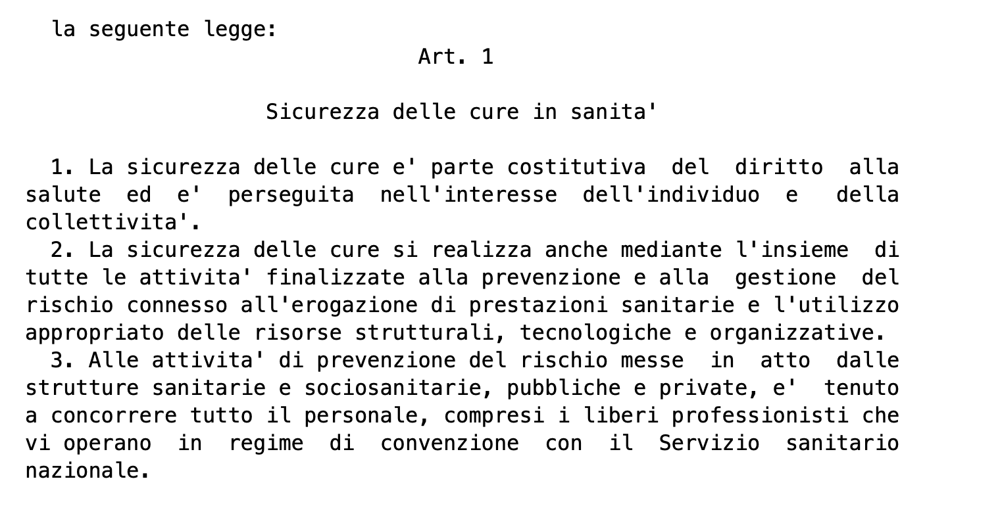 la seguente legge:
Art. 1
Sicurezza delle cure in sanita'
1. La sicurezza delle cure e' parte costitutiva del diritto alla
salute ed e' perseguita nell'interesse dell'individuo e della
collettivita'.
2. La sicurezza delle cure si realizza anche mediante l'insieme di
tutte le attivita' finalizzate alla prevenzione e alla gestione del
rischio connesso all'erogazione di prestazioni sanitarie e l'utilizzo
appropriato delle risorse strutturali, tecnologiche e organizzative.
3. Alle attivita' di prevenzione del rischio messe in atto dalle
strutture sanitarie e sociosanitarie, pubbliche e private, e' tenuto
a concorrere tutto il personale, compresi i liberi professionisti che
vi operano in regime di convenzione con il Servizio sanitario
nazionale.